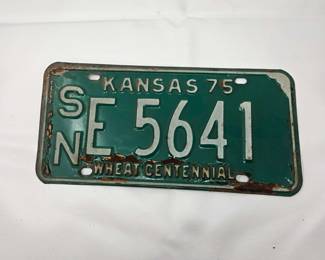 KANSAS 75
SN E 5641
WHEAT CENTENNIAL